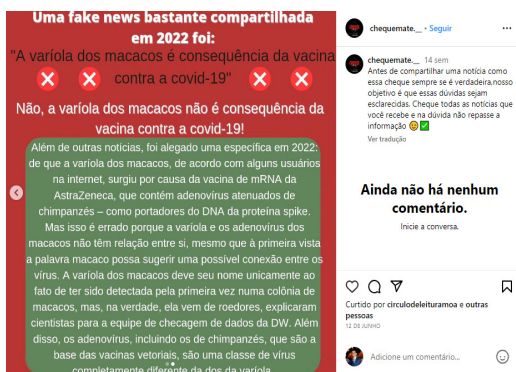 Uma fake news bastante compartilhada
em 2022 foi:
"A varíola dos macacos é consequência da vacina
contra a covid-19"
Não, a varíola dos macacos não é consequência da
vacina contra a covid-19!
Além de outras notícias, foi alegado uma específica em 2022:
de que a varíola dos macacos, de acordo com alguns usuários
na internet, surgiu por causa da vacina de mRNA da
AstraZeneca, que contém adenovírus atenuados de
chimpanzés – como portadores do DNA da proteína spike.
Mas isso é errado porque a varíola e os adenovírus dos
macacos não têm relação entre si, mesmo que à primeira vista
a palavra macaco possa sugerir uma possível conexão entre os
vírus. A varíola dos macacos deve seu nome unicamente ao
fato de ter sido detectada pela primeira vez numa colônia de
macacos, mas, na verdade, ela vem de roedores, explicaram
cientistas para a equipe de checagem de dados da DW. Além
disso, os adenovírus, incluindo os de chimpanzés, que são a
base das vacinas vetoriais, são uma classe de vírus
completamente diferente da dos da varíola
chequemate.__ • Seguir
chequemate.__ 14 sem
Antes de compartilhar uma notícia como
essa cheque sempre se é verdadeira.nosso
objetivo é que essas dúvidas sejam
esclarecidas. Cheque todas as notícias que
você recebe e na dúvida não repasse a
informação
Ver tradução
Ainda não há nenhum
comentário.
Inicie a conversa.
Curtido por circulodeleituramoa e outras
pessoas
12 DE JUNHO
Adicione um comentário...